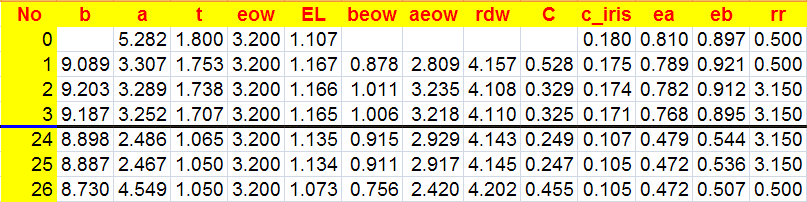 No b a t eow EL beow aeow rdw C c_iris ea eb rr
0 5.282 1.800 3.200 1.107 0.180 0.810 0.897 0.500
1 9.089 3.307 1.753 3.200 1.167 0.878 2.809 4.157 0.528 0.175 0.789 0.921 0.500
2 9.203 3.289 1.738 3.200 1.166 1.011 3.235 4.108 0.329 0.174 0.782 0.912 3.150
3 9.187 3.252 1.707 3.200 1.165 1.006 3.218 4.110 0.325 0.171 0.768 0.895 3.150
24 8.898 2.486 1.065 3.200 1.135 0.915 2.929 4.143 0.249 0.107 0.479 0.544 3.150
25 8.887 2.467 1.050 3.200 1.134 0.911 2.917 4.145 0.247 0.105 0.472 0.536 3.150
26 8.730 4.549 1.050 3.200 1.073 0.756 2.420 4.202 0.455 0.105 0.472 0.507 0.500